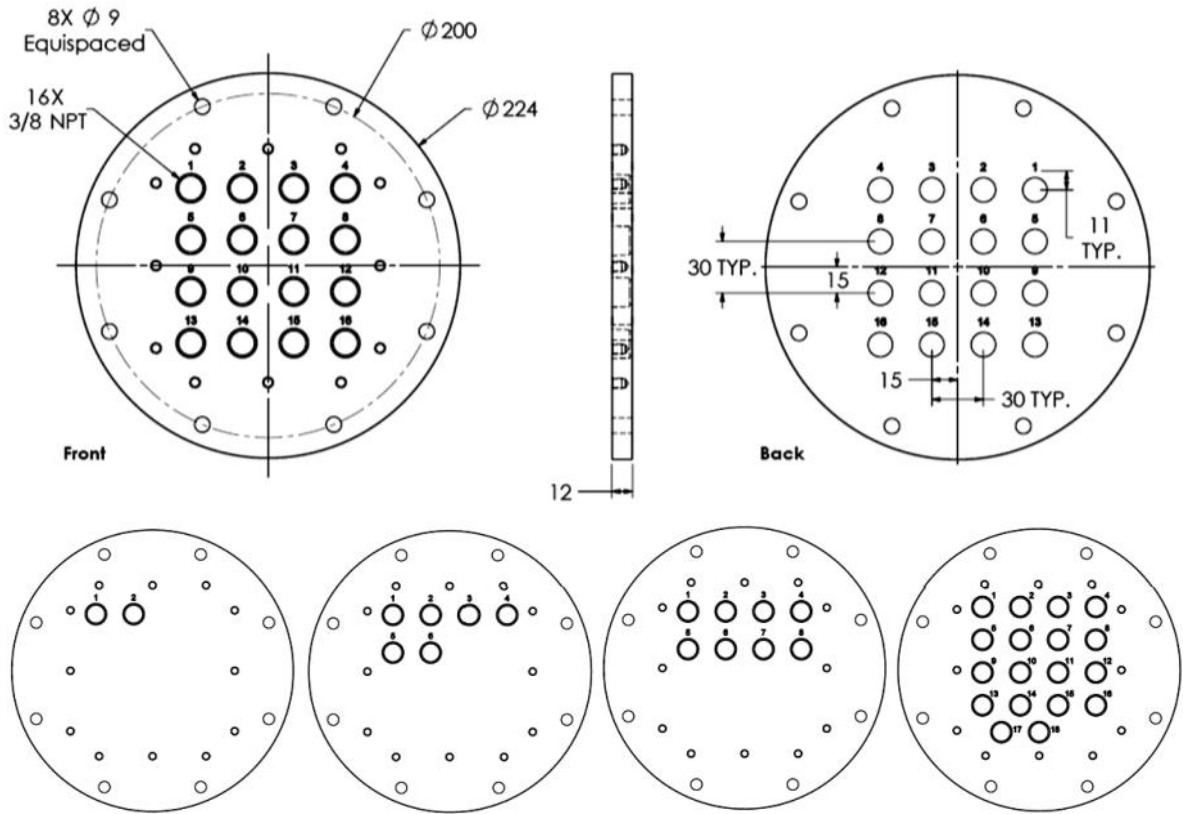 8X Ø 9
Equispaced
Ø200
16X
3/8 NPT
Ø224
1 2 3 4
5 6 7 8
9 10 11 12
13 14 15 16
Front
12
4 3 2 1
8 7 6 5
11
TYP.
30 TYP.
15
12 11 10 9
16 15 14 13
15
30 TYP.
Back
1 2
1 2 3 4
5 6
1 2 3 4
5 6 7 8
1 2 3 4
5 6 7 8
9 10 11 12
13 14 15 16
17 18